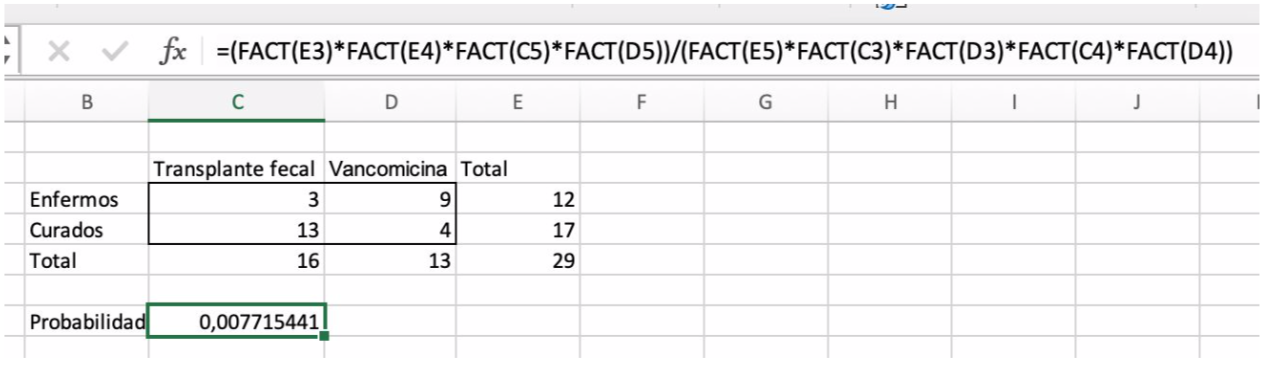 fx =(FACT(E3)*FACT(E4)*FACT(C5)*FACT(D5))/(FACT(E5)*FACT(C3)*FACT(D3)*FACT(C4)*FACT(D4))
B C D E F G H I J
Transplante fecal Vancomicina Total
Enfermos 3 9 12
Curados 13 4 17
Total 16 13 29
Probabilidad 0,007715441